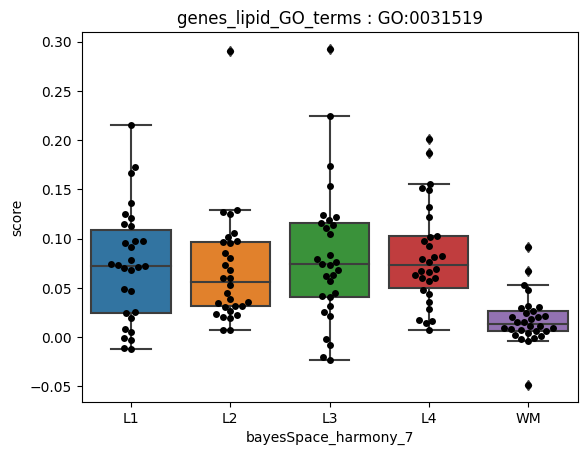 genes_lipid_GO_terms : GO:0031519
0.30
0.25
0.20
0.15
0.10
0.05
0.00
−0.05
score
L1 L2 L3 L4 WM
bayesSpace_harmony_7